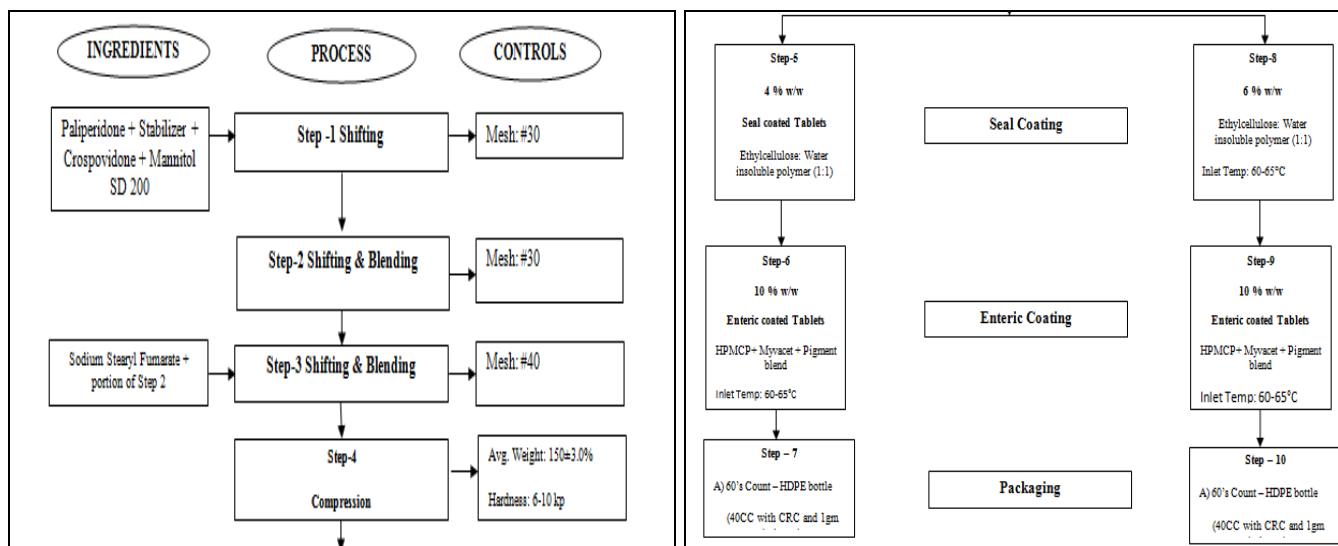 INGREDIENTS
PROCESS
CONTROLS
Paliperidone + Stabilizer +
Crospovidone + Mannitol
SD 200
Step -1 Shifting
Mesh: #30
Step-2 Shifting & Blending
Mesh: #30
Sodium Stearyl Fumarate +
portion of Step 2
Step-3 Shifting & Blending
Mesh: #40
Step-4
Compression
Avg. Weight: 150±3.0%
Hardness: 6-10 kp
Step-5
4 % w/w
Seal coated Tablets
Ethylcellulose: Water
insoluble polymer (1:1)
Seal Coating
Step-8
6 % w/w
Ethylcellulose: Water
insoluble polymer (1:1)
Inlet Temp: 60-65°C
Step-6
10 % w/w
Enteric coated Tablets
HPMCP+ Myvacet + Pigment
blend
Inlet Temp: 60-65°C
Enteric Coating
Step-9
10 % w/w
Enteric coated Tablets
HPMCP+ Myvacet + Pigment
blend
Inlet Temp: 60-65°C
Step – 7
A) 60's Count – HDPE bottle
(40CC with CRC and 1gm
Packaging
Step – 10
A) 60's Count – HDPE bottle
(40CC with CRC and 1gm